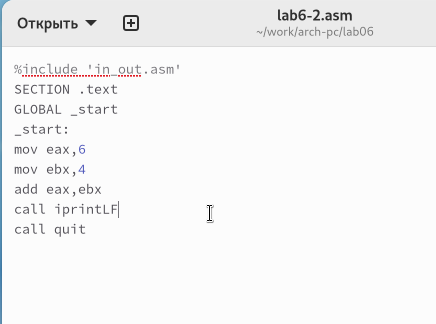 Открыть
lab6-2.asm
~/work/arch-pc/lab06
%include 'in_out.asm'
SECTION .text
GLOBAL _start
_start:
mov eax,6
mov ebx,4
add eax,ebx
call iprintLF
call quit